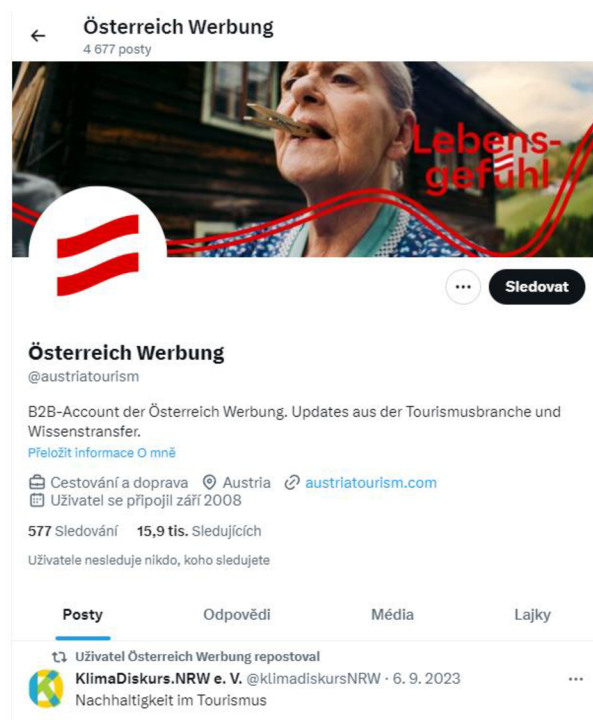 Österreich Werbung
4 677 posty
Lebens-
gefühl
Sledovat
Österreich Werbung
@austriatourism
B2B-Account der Österreich Werbung. Updates aus der Tourismusbranche und
Wissenstransfer.
Přeložit informace O mně
Cestování a doprava Austria austriatourism.com
Uživatel se připojil září 2008
577 Sledování 15,9 tis. Sledujících
Uživatele nesleduje nikdo, koho sledujete
Posty Odpovědi Média Lajky
Uživatel Österreich Werbung repostoval
KlimaDiskurs.NRW e. V. @klimadiskursNRW · 6. 9. 2023
Nachhaltigkeit im Tourismus